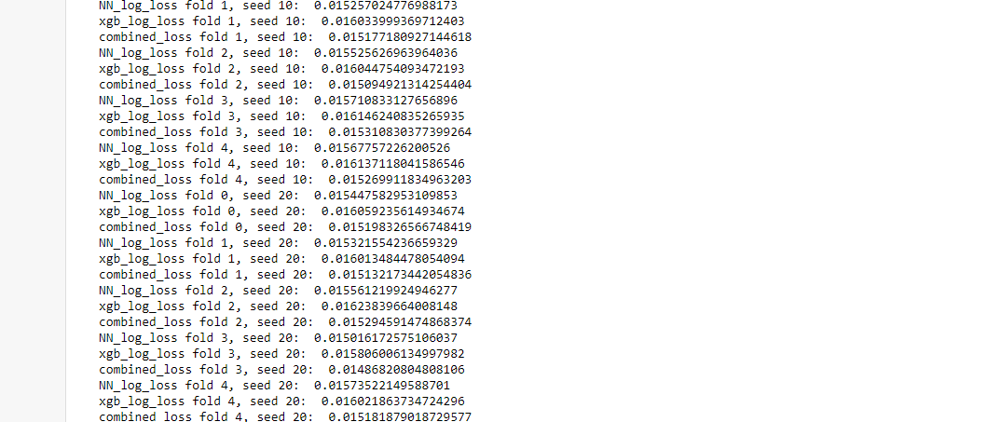 NN_log_loss fold 1, seed 10:  0.015257024776988173
xgb_log_loss fold 1, seed 10:  0.016033999369712403
combined_loss fold 1, seed 10:  0.015177180927144618
NN_log_loss fold 2, seed 10:  0.015525626963964036
xgb_log_loss fold 2, seed 10:  0.016044754093472193
combined_loss fold 2, seed 10:  0.015094921314254404
NN_log_loss fold 3, seed 10:  0.015710833127656896
xgb_log_loss fold 3, seed 10:  0.016146240835265935
combined_loss fold 3, seed 10:  0.015310830377399264
NN_log_loss fold 4, seed 10:  0.01567757226200526
xgb_log_loss fold 4, seed 10:  0.016137118041586546
combined_loss fold 4, seed 10:  0.015269911834963203
NN_log_loss fold 0, seed 20:  0.015447582953109853
xgb_log_loss fold 0, seed 20:  0.016059235614934674
combined_loss fold 0, seed 20:  0.015198326566748419
NN_log_loss fold 1, seed 20:  0.015321554236659329
xgb_log_loss fold 1, seed 20:  0.016013484478054094
combined_loss fold 1, seed 20:  0.015132173442054836
NN_log_loss fold 2, seed 20:  0.015561219924946277
xgb_log_loss fold 2, seed 20:  0.01623839664008148
combined_loss fold 2, seed 20:  0.015294591474868374
NN_log_loss fold 3, seed 20:  0.015016172575106037
xgb_log_loss fold 3, seed 20:  0.015806006134997982
combined_loss fold 3, seed 20:  0.01486820804808106
NN_log_loss fold 4, seed 20:  0.01573522149588701
xgb_log_loss fold 4, seed 20:  0.016021863734724296
combined_loss fold 4, seed 20:  0.015181879018729577